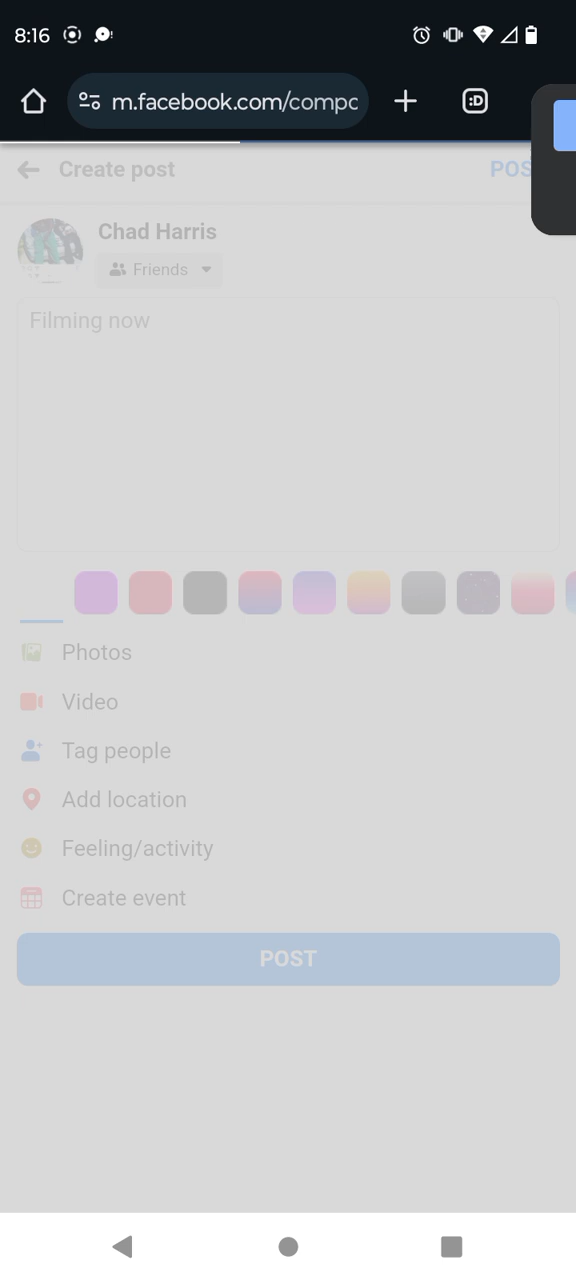 8:16
m.facebook.com/compo
:D
Create post
POS
Chad Harris
Friends
Filming now
Photos
Video
Tag people
Add location
Feeling/activity
Create event
POST